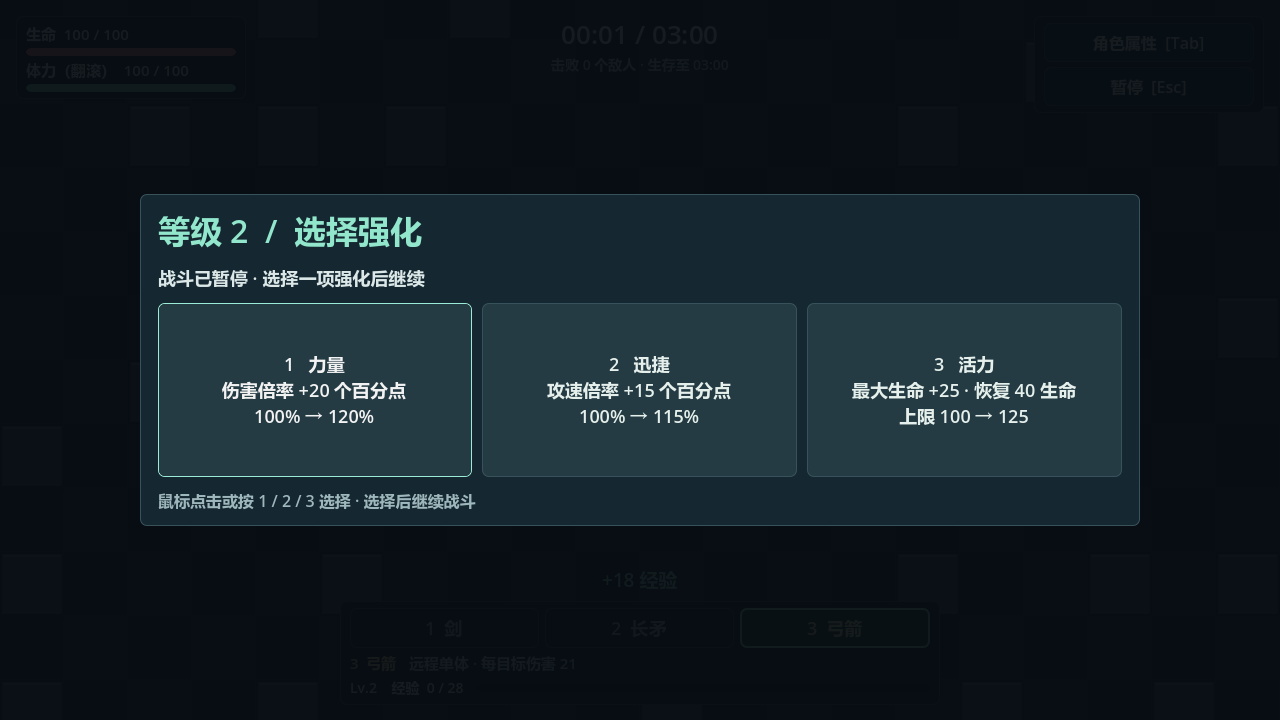 生命 100 / 100
体力（翻滚） 100 / 100
00:01 / 03:00
击败 0 个敌人 · 生存至 03:00
角色属性 [Tab]
暂停 [Esc]
等级 2 / 选择强化
战斗已暂停 · 选择一项强化后继续
1 力量
伤害倍率 +20 个百分点
100% → 120%
2 迅捷
攻速倍率 +15 个百分点
100% → 115%
3 活力
最大生命 +25 · 恢复 40 生命
上限 100 → 125
鼠标点击或按 1 / 2 / 3 选择 · 选择后继续战斗
+18 经验
1 剑
2 长矛
3 弓箭
3 弓箭 远程单体 · 每目标伤害 21
Lv.2 经验 0 / 28